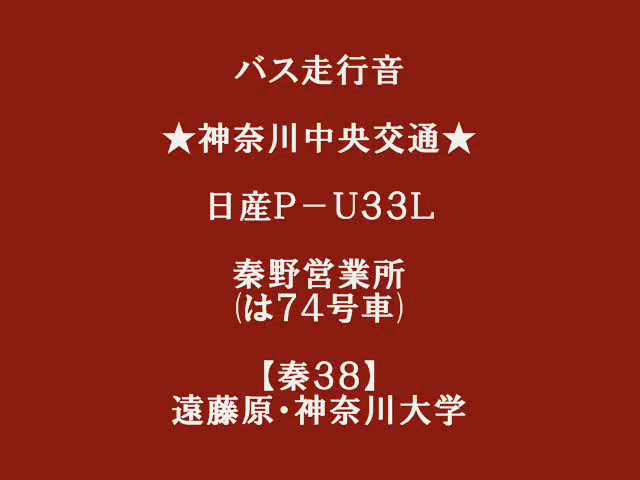 バス走行音
★神奈川中央交通★
日産P－U33L
秦野営業所
(は74号車)
【秦38】
遠藤原・神奈川大学